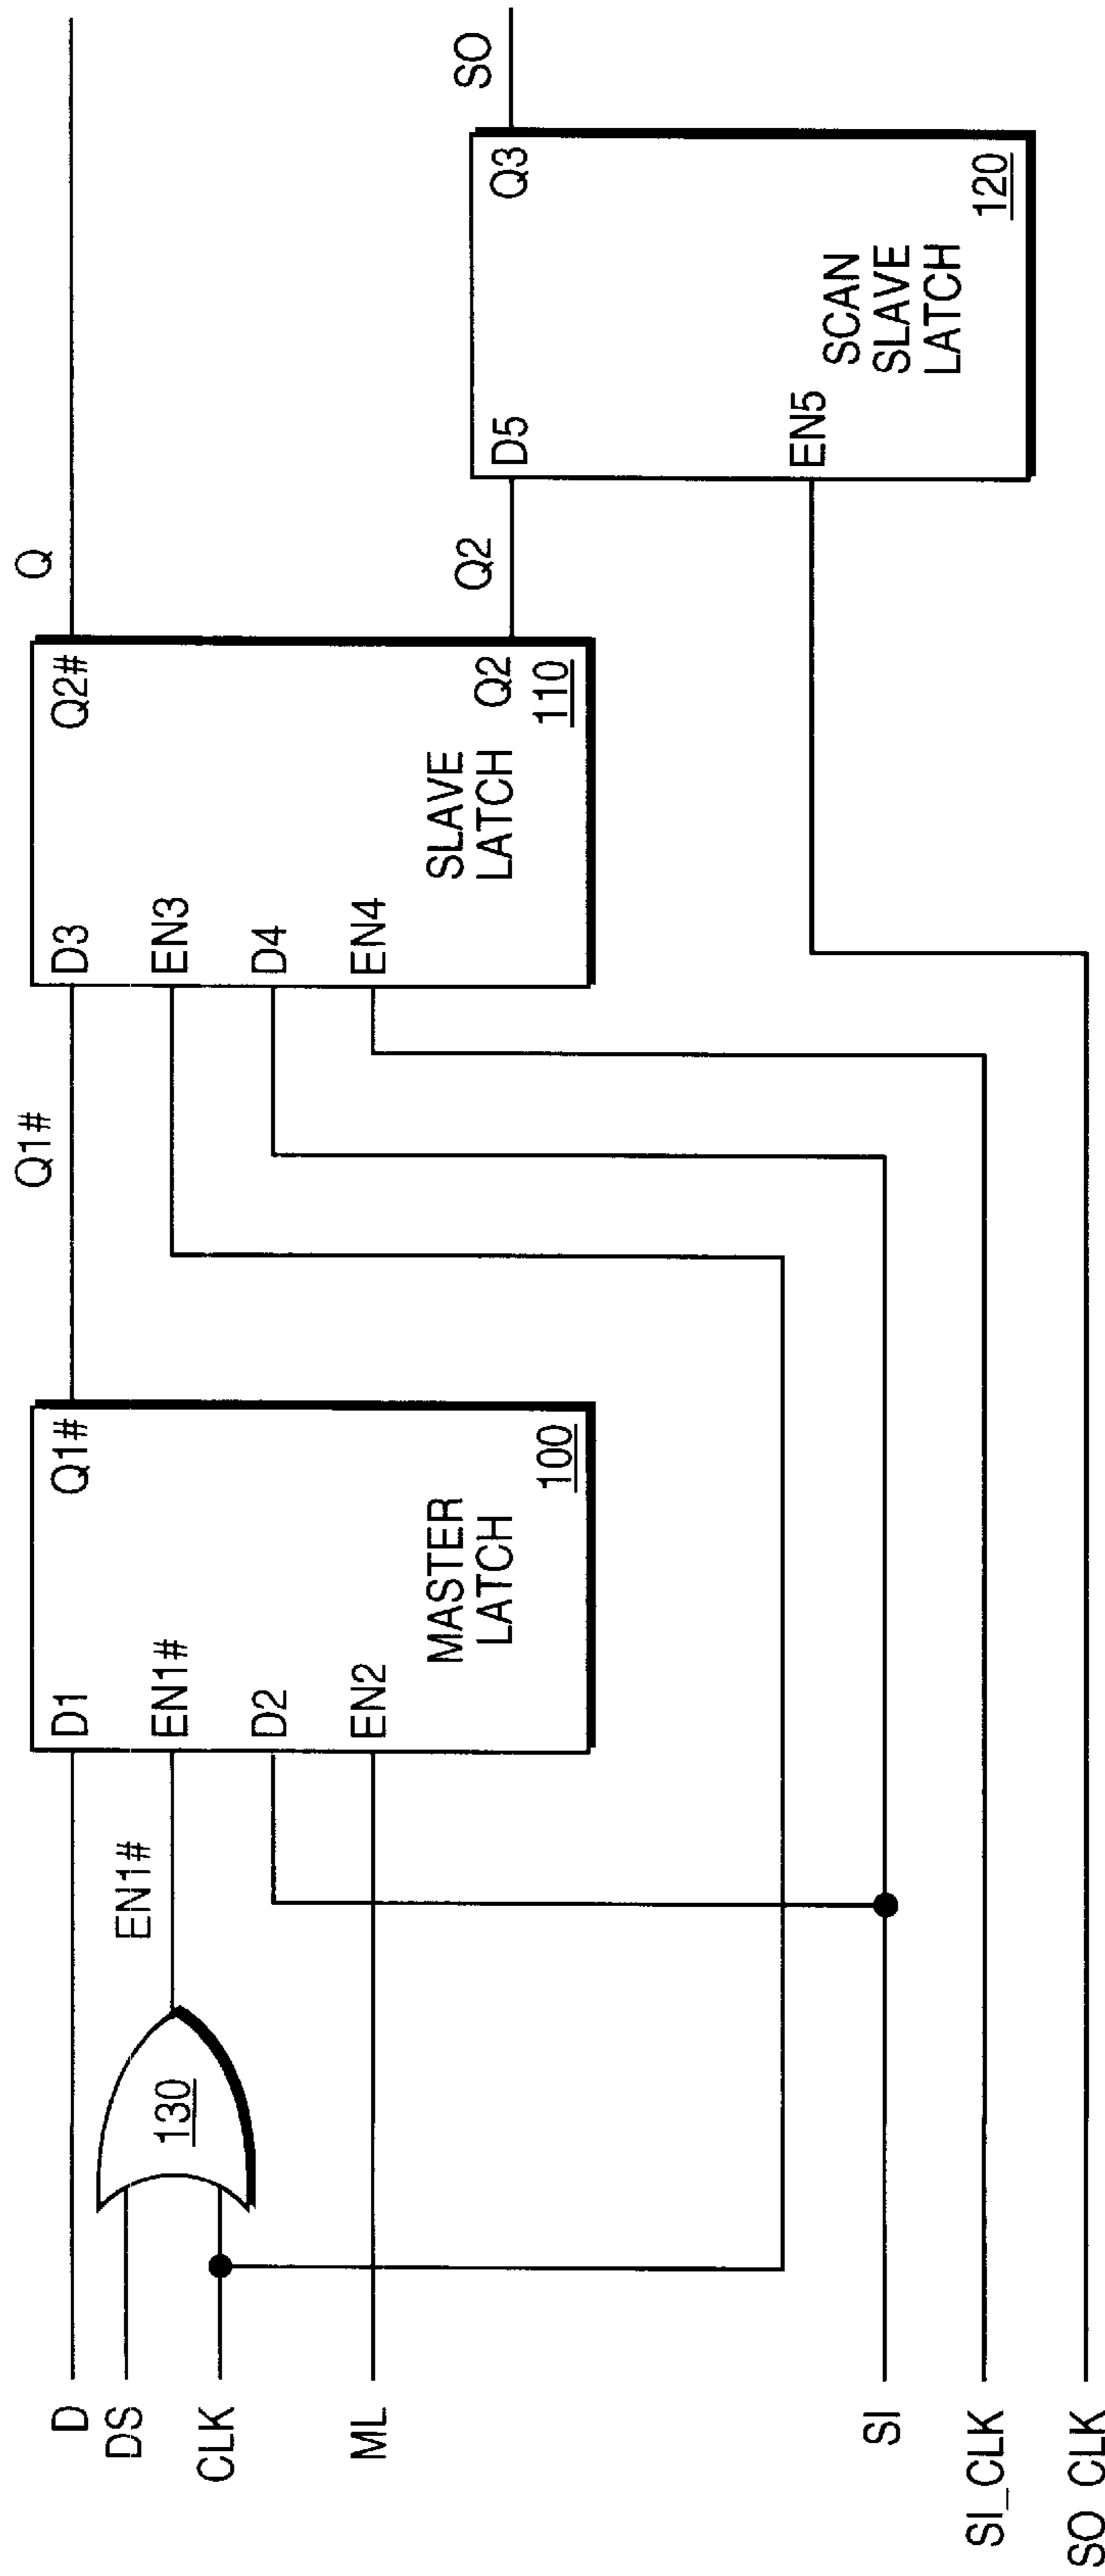 D
DS
CLK
ML
SI
SI_CLK
SO_CLK
130
EN1#
D1
EN1#
D2
EN2
Q1#
MASTER
LATCH
100
Q1#
D3
EN3
D4
EN4
Q2#
Q2
SLAVE
LATCH
110
Q
Q2
D5
EN5
Q3
SCAN
SLAVE
LATCH
120
SO